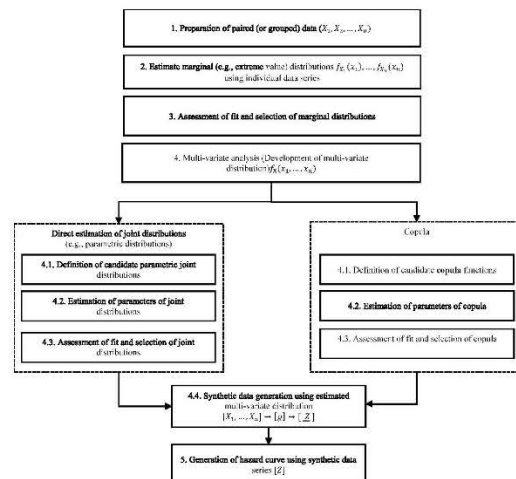 1. Preparation of paired (or grouped) data (X₁, X₂, ..., Xₙ)
2. Estimate marginal (e.g., extreme value) distributions f_X₁(x₁), ..., f_Xₙ(xₙ)
using individual data series
3. Assessment of fit and selection of marginal distributions
4. Multi-variate analysis (Development of multi-variate
distribution)f_X(x₁, ..., xₙ)
Direct estimation of joint distributions
(e.g., parametric distributions)
4.1. Definition of candidate parametric joint
distributions
4.2. Estimation of parameters of joint
distributions
4.3. Assessment of fit and selection of joint
distributions
Copula
4.1. Definition of candidate copula functions
4.2. Estimation of parameters of copula
4.3. Assessment of fit and selection of copula
4.4. Synthetic data generation using estimated
multi-variate distribution
[X₁, ..., Xₙ] → [g] → [ Z ]
5. Generation of hazard curve using synthetic data
series [Z]